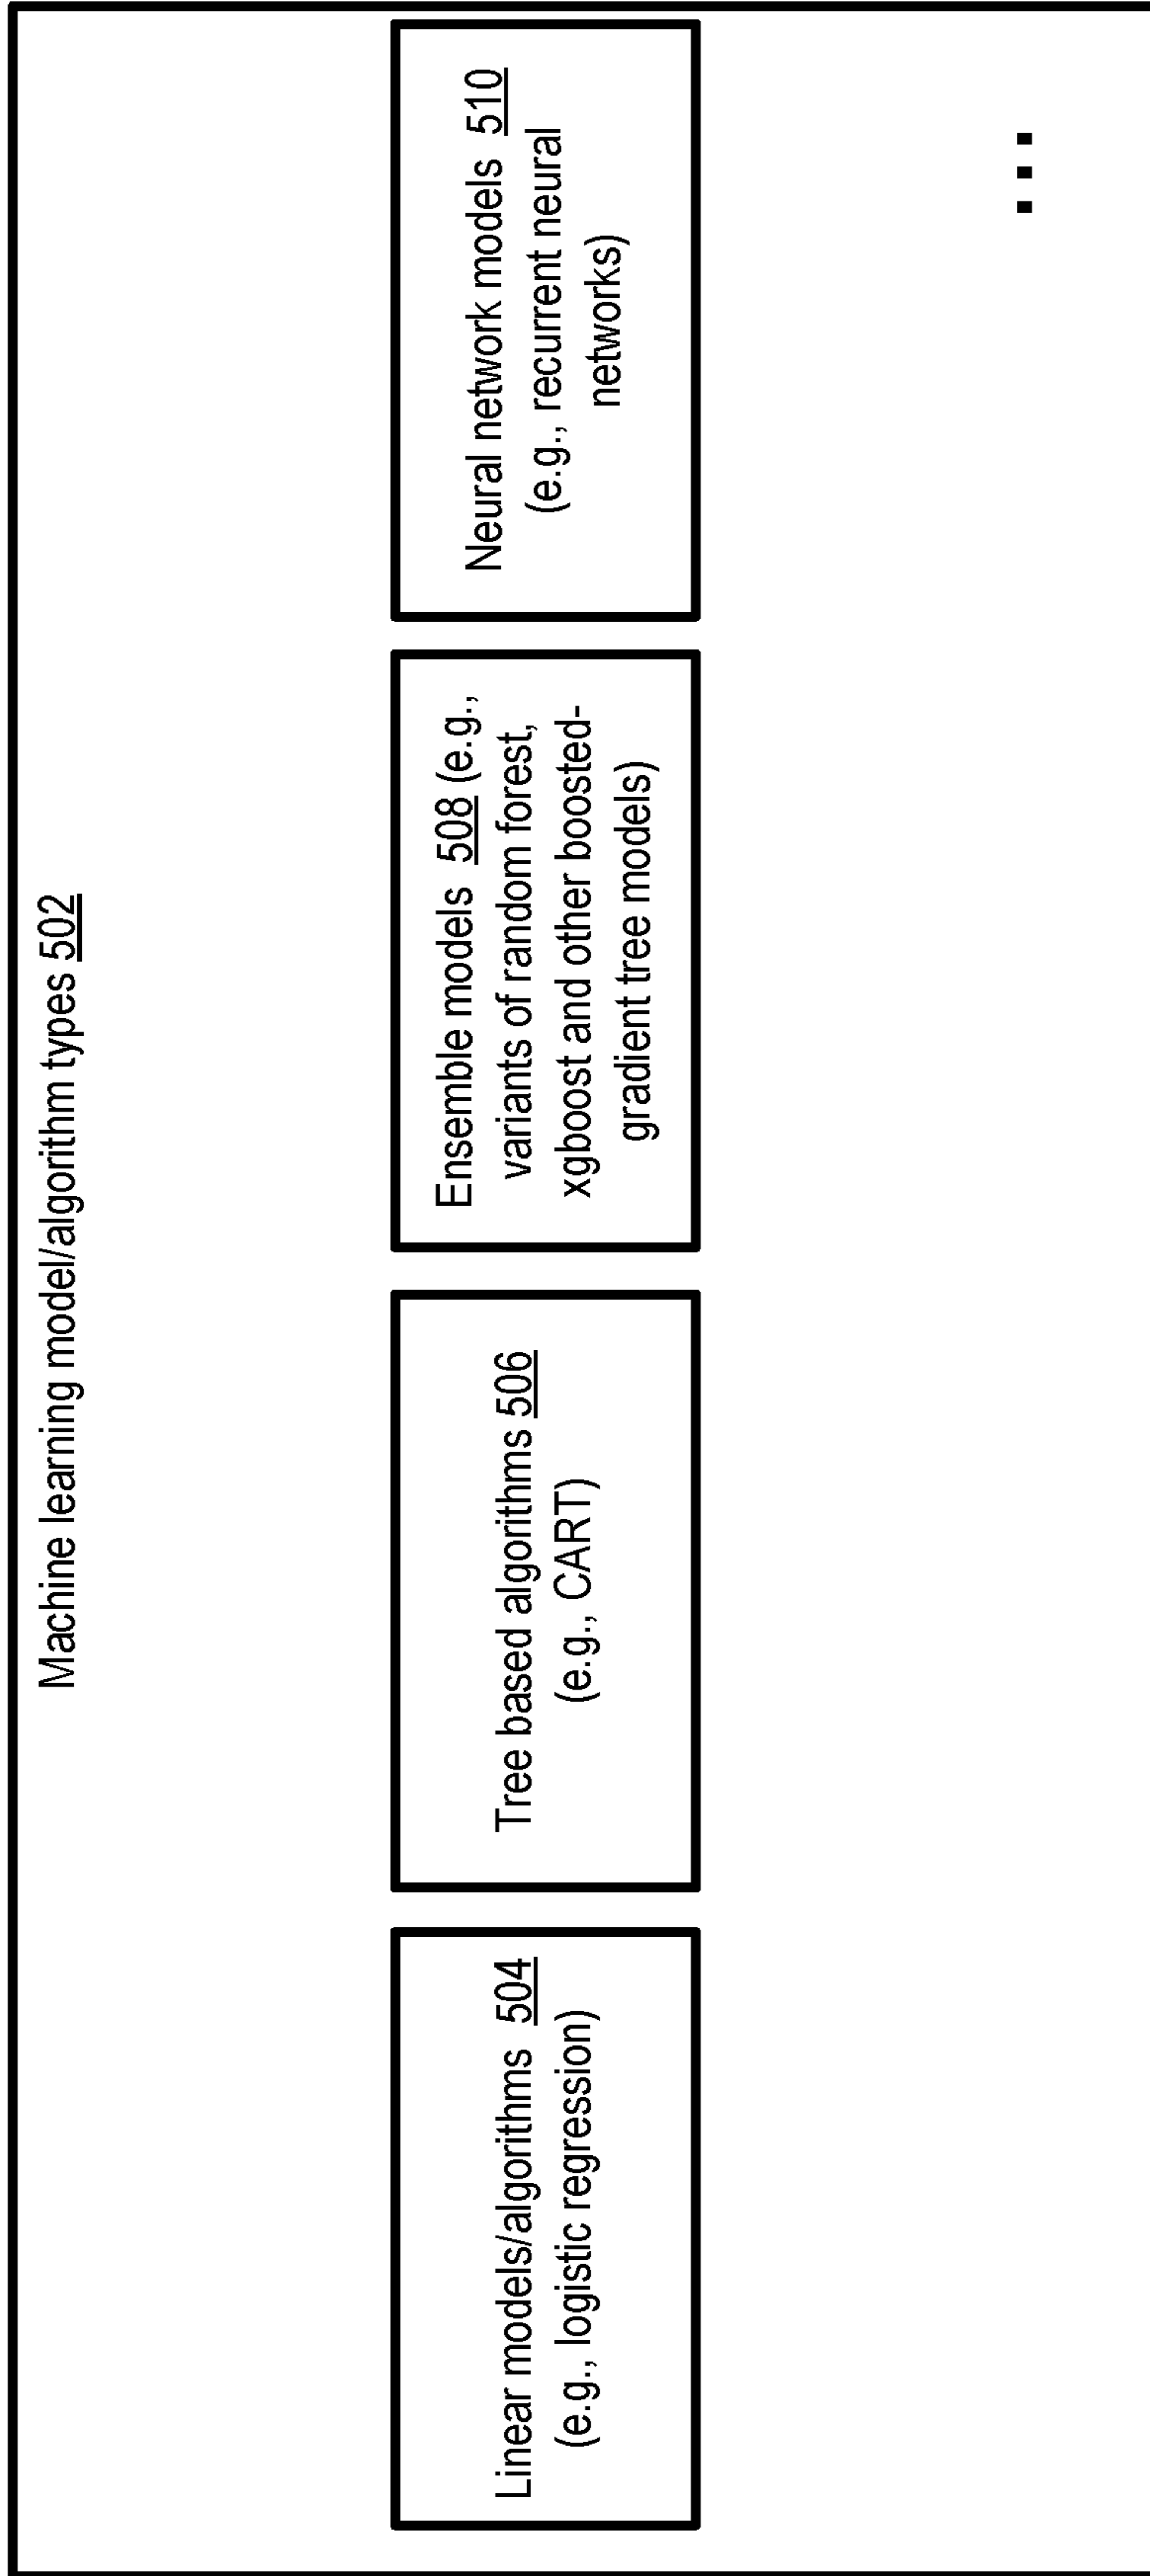 Machine learning model/algorithm types 502
Linear models/algorithms 504
(e.g., logistic regression)
Tree based algorithms 506
(e.g., CART)
Ensemble models 508 (e.g.,
variants of random forest,
xgboost and other boosted-
gradient tree models)
Neural network models 510
(e.g., recurrent neural
networks)
...